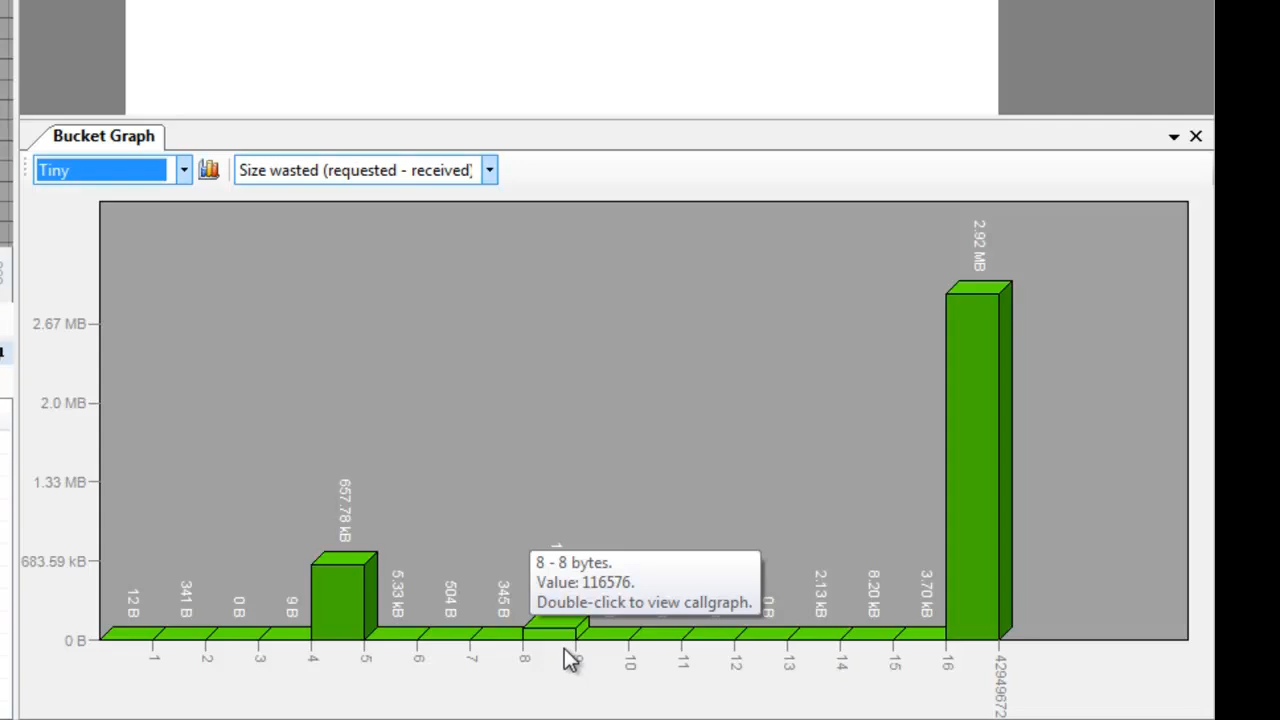 Bucket Graph
Tiny
Size wasted (requested - received)
2.92 MB
2.67 MB
2.0 MB
1.33 MB
683.59 kB
0 B
12 B
341 B
0 B
9 B
657.78 kB
5.33 kB
504 B
345 B
8 - 8 bytes.
Value: 116576.
Double-click to view callgraph.
0 B
2.13 kB
8.20 kB
3.70 kB
1
2
3
4
5
6
7
8
10
11
12
13
14
15
16
42949672